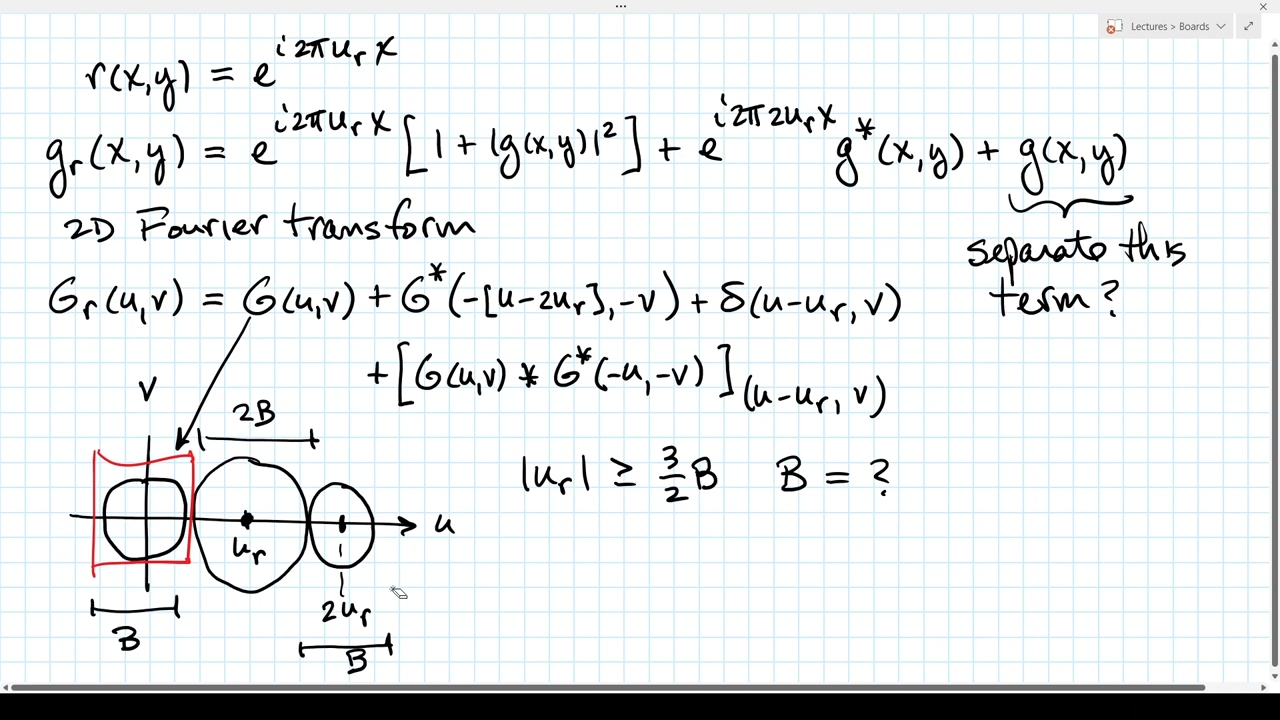 Lectures > Boards
r(x,y) = e^{i2πu_r x}
g_r(x,y) = e^{i2πu_r x} [1 + |g(x,y)|^2] + e^{i2π2u_r x} g^*(x,y) + g(x,y)
2D Fourier transform
separate this
term?
G_r(u,v) = G(u,v) + G^*(-[u-2u_r],-v) + δ(u-u_r, v)
+ [G(u,v) * G^*(-u,-v)]_{(u-u_r, v)}
v
2B
|u_r| ≥ \frac{3}{2} B B = ?
u
u_r
2u_r
B
B